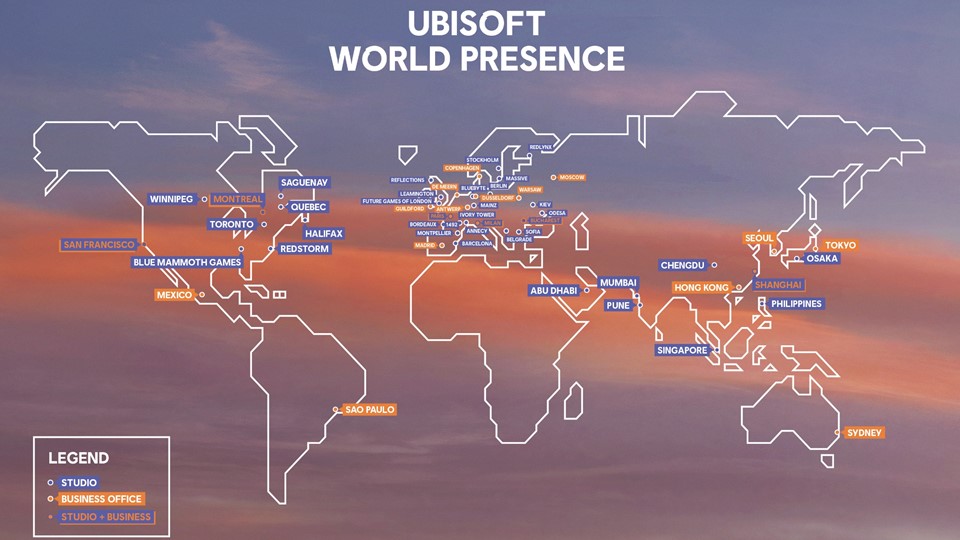 UBISOFT
WORLD PRESENCE
REDLYNX
STOCKHOLM
COPENHAGEN
MOSCOW
REFLECTIONS
MASSIVE
DE MEERN
BLUEBYTE
BERLIN
WARSAW
LEAMINGTON
DUSSELDORF
FUTURE GAMES OF LONDON
MAINZ
KIEV
GUILDFORD
ANTWERP
ODESA
PARIS
IVORY TOWER
MILAN
BUCHAREST
BORDEAUX
1492
ANNECY
SOFIA
MONTPELLIER
BELGRADE
MADRID
BARCELONA
SAGUENAY
WINNIPEG
MONTREAL
QUEBEC
TORONTO
HALIFAX
SAN FRANCISCO
REDSTORM
BLUE MAMMOTH GAMES
MEXICO
SEOUL
TOKYO
OSAKA
CHENGDU
MUMBAI
ABU DHABI
HONG KONG
SHANGHAI
PUNE
PHILIPPINES
SINGAPORE
SAO PAULO
SYDNEY
LEGEND
STUDIO
BUSINESS OFFICE
STUDIO + BUSINESS